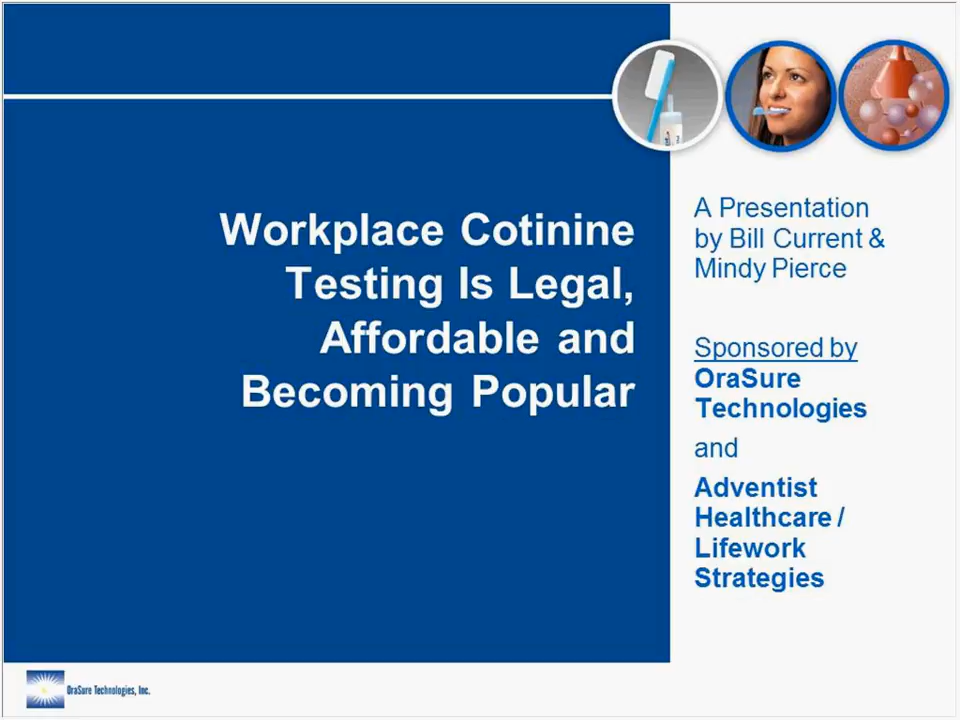 Workplace Cotinine
Testing Is Legal,
Affordable and
Becoming Popular
A Presentation
by Bill Current &
Mindy Pierce
Sponsored by
OraSure
Technologies
and
Adventist
Healthcare /
Lifework
Strategies
OraSure Technologies, Inc.